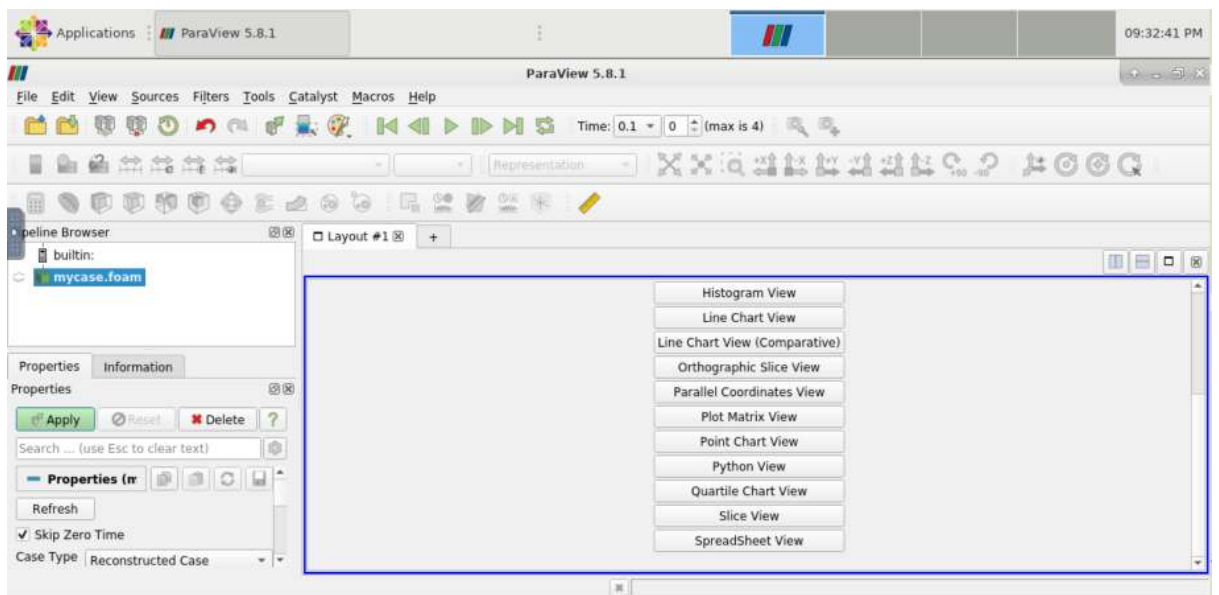 Applications ParaView 5.8.1 09:32:41 PM
ParaView 5.8.1
File Edit View Sources Filters Tools Catalyst Macros Help
Time: 0.1 0 (max is 4)
Representation
+X -X +Y -Y +Z -Z +90 -90
peline Browser
Layout #1 +
builtin:
mycase.foam
Histogram View
Line Chart View
Line Chart View (Comparative)
Orthographic Slice View
Parallel Coordinates View
Plot Matrix View
Point Chart View
Python View
Quartile Chart View
Slice View
SpreadSheet View
Properties Information
Properties
Apply Reset Delete ?
Search ... (use Esc to clear text)
Properties (m
Refresh
Skip Zero Time
Case Type Reconstructed Case